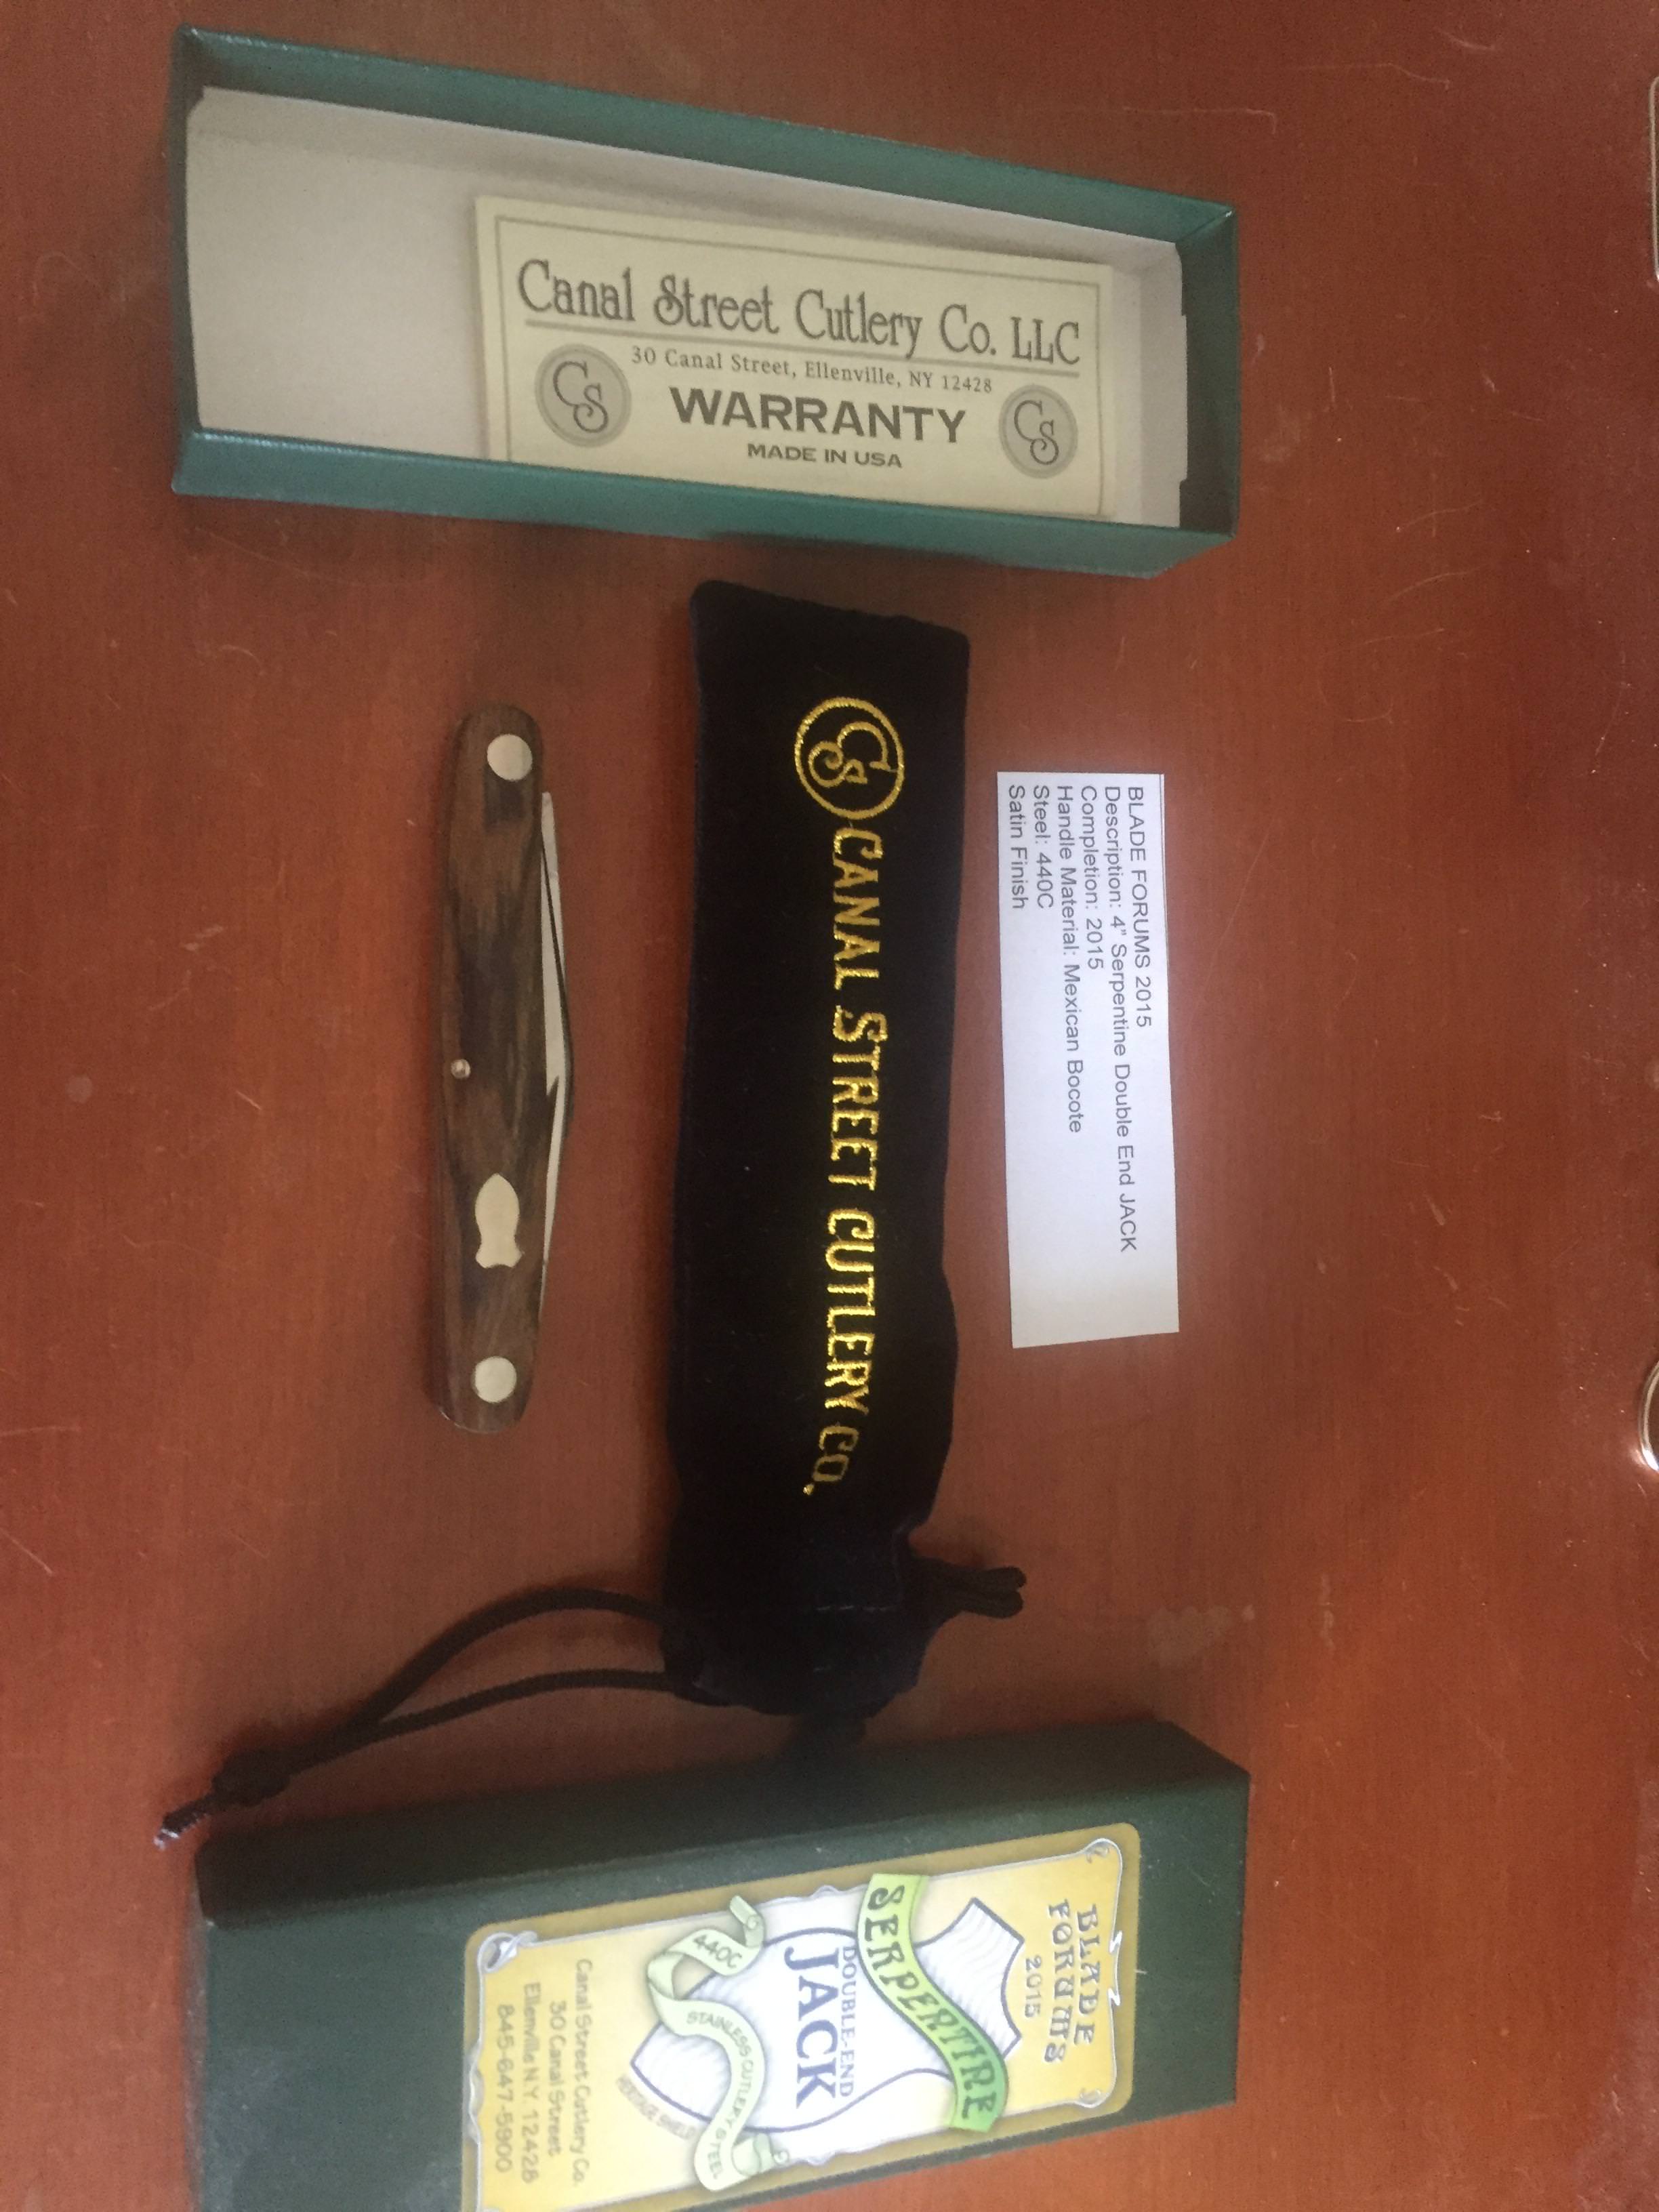 Canal Street Cutlery Co. LLC
30 Canal Street, Ellenville, NY 12428
CS
WARRANTY
CS
MADE IN USA
CS CANAL STREET CUTLERY CO.
BLADE FORUMS 2015
Description: 4" Serpentine Double End JACK
Completion: 2015
Handle Material: Mexican Bocote
Steel: 440C
Satin Finish
BLADE
FORUMS
2015
SERPENTINE
DOUBLE-END
JACK
440C
STAINLESS CUTLERY STEEL
HERITAGE SHIELD
Canal Street Cutlery Co.
30 Canal Street
Ellenville N.Y. 12428
845-647-5900